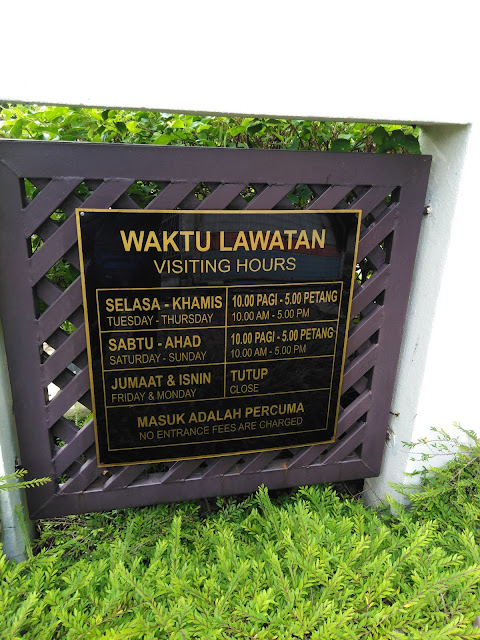 WAKTU LAWATAN
VISITING HOURS
SELASA - KHAMIS
TUESDAY - THURSDAY
10.00 PAGI - 5.00 PETANG
10.00 AM - 5.00 PM
SABTU - AHAD
SATURDAY - SUNDAY
10.00 PAGI - 5.00 PETANG
10.00 AM - 5.00 PM
JUMAAT & ISNIN
FRIDAY & MONDAY
TUTUP
CLOSE
MASUK ADALAH PERCUMA
NO ENTRANCE FEES ARE CHARGED